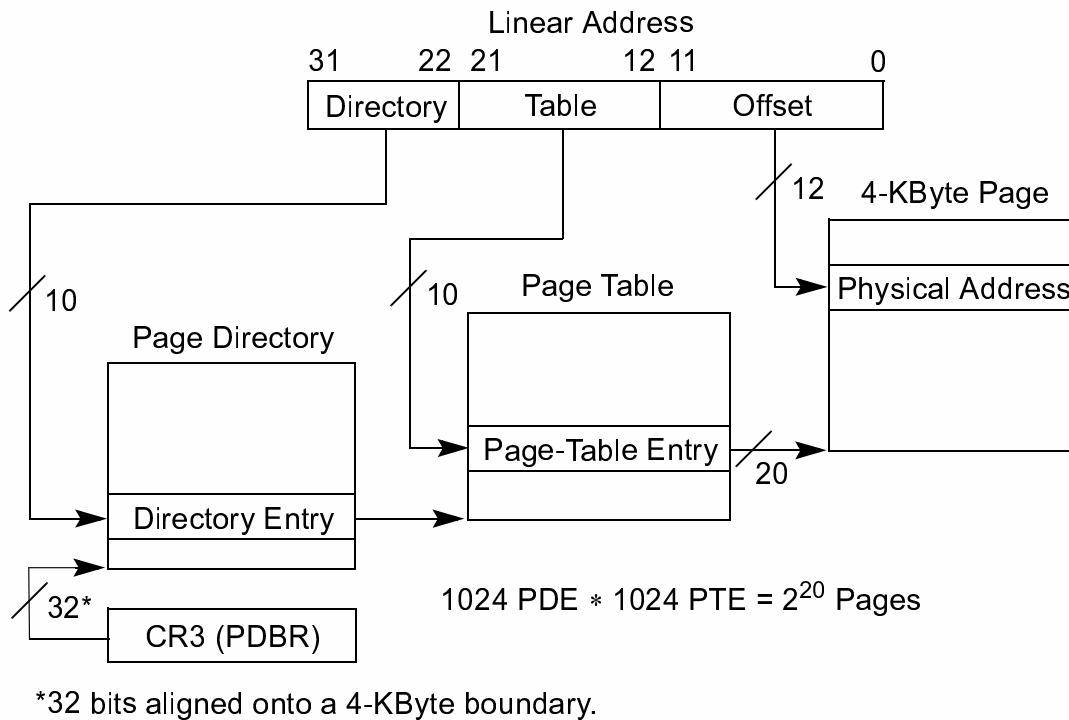 Linear Address
31 22 21 12 11 0
Directory Table Offset
12
4-KByte Page
Physical Address
10
10
Page Table
Page Directory
Page-Table Entry
20
Directory Entry
32*
1024 PDE * 1024 PTE = 2²⁰ Pages
CR3 (PDBR)
*32 bits aligned onto a 4-KByte boundary.